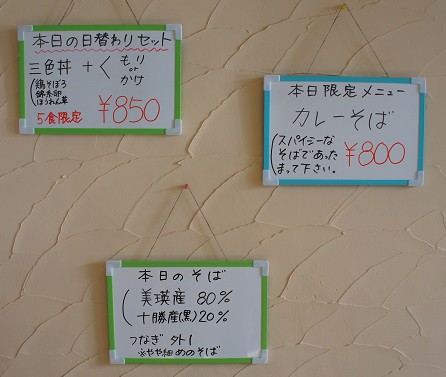 本日の日替わりセット
三色丼 + く もり
or
かけ
(鶏そぼろ
錦糸卵
ほうれん草
5食限定 ¥850
本日限定メニュー
カレーそば
(スパイシーな
そばであった
まって下さい。
¥800
本日のそば
(美瑛産 80%
十勝産(黒)20%
つなぎ 外1
※やや細めのそば